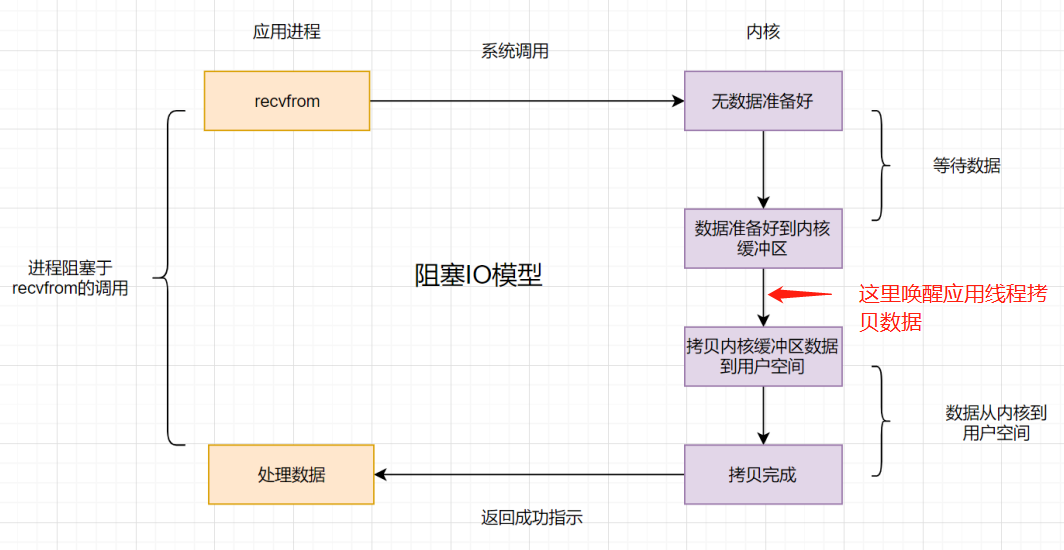 应用进程
内核
系统调用
recvfrom
无数据准备好
等待数据
数据准备好到内核
缓冲区
进程阻塞于
recvfrom的调用
阻塞IO模型
这里唤醒应用线程拷
贝数据
拷贝内核缓冲区数据
到用户空间
数据从内核到
用户空间
处理数据
拷贝完成
返回成功指示